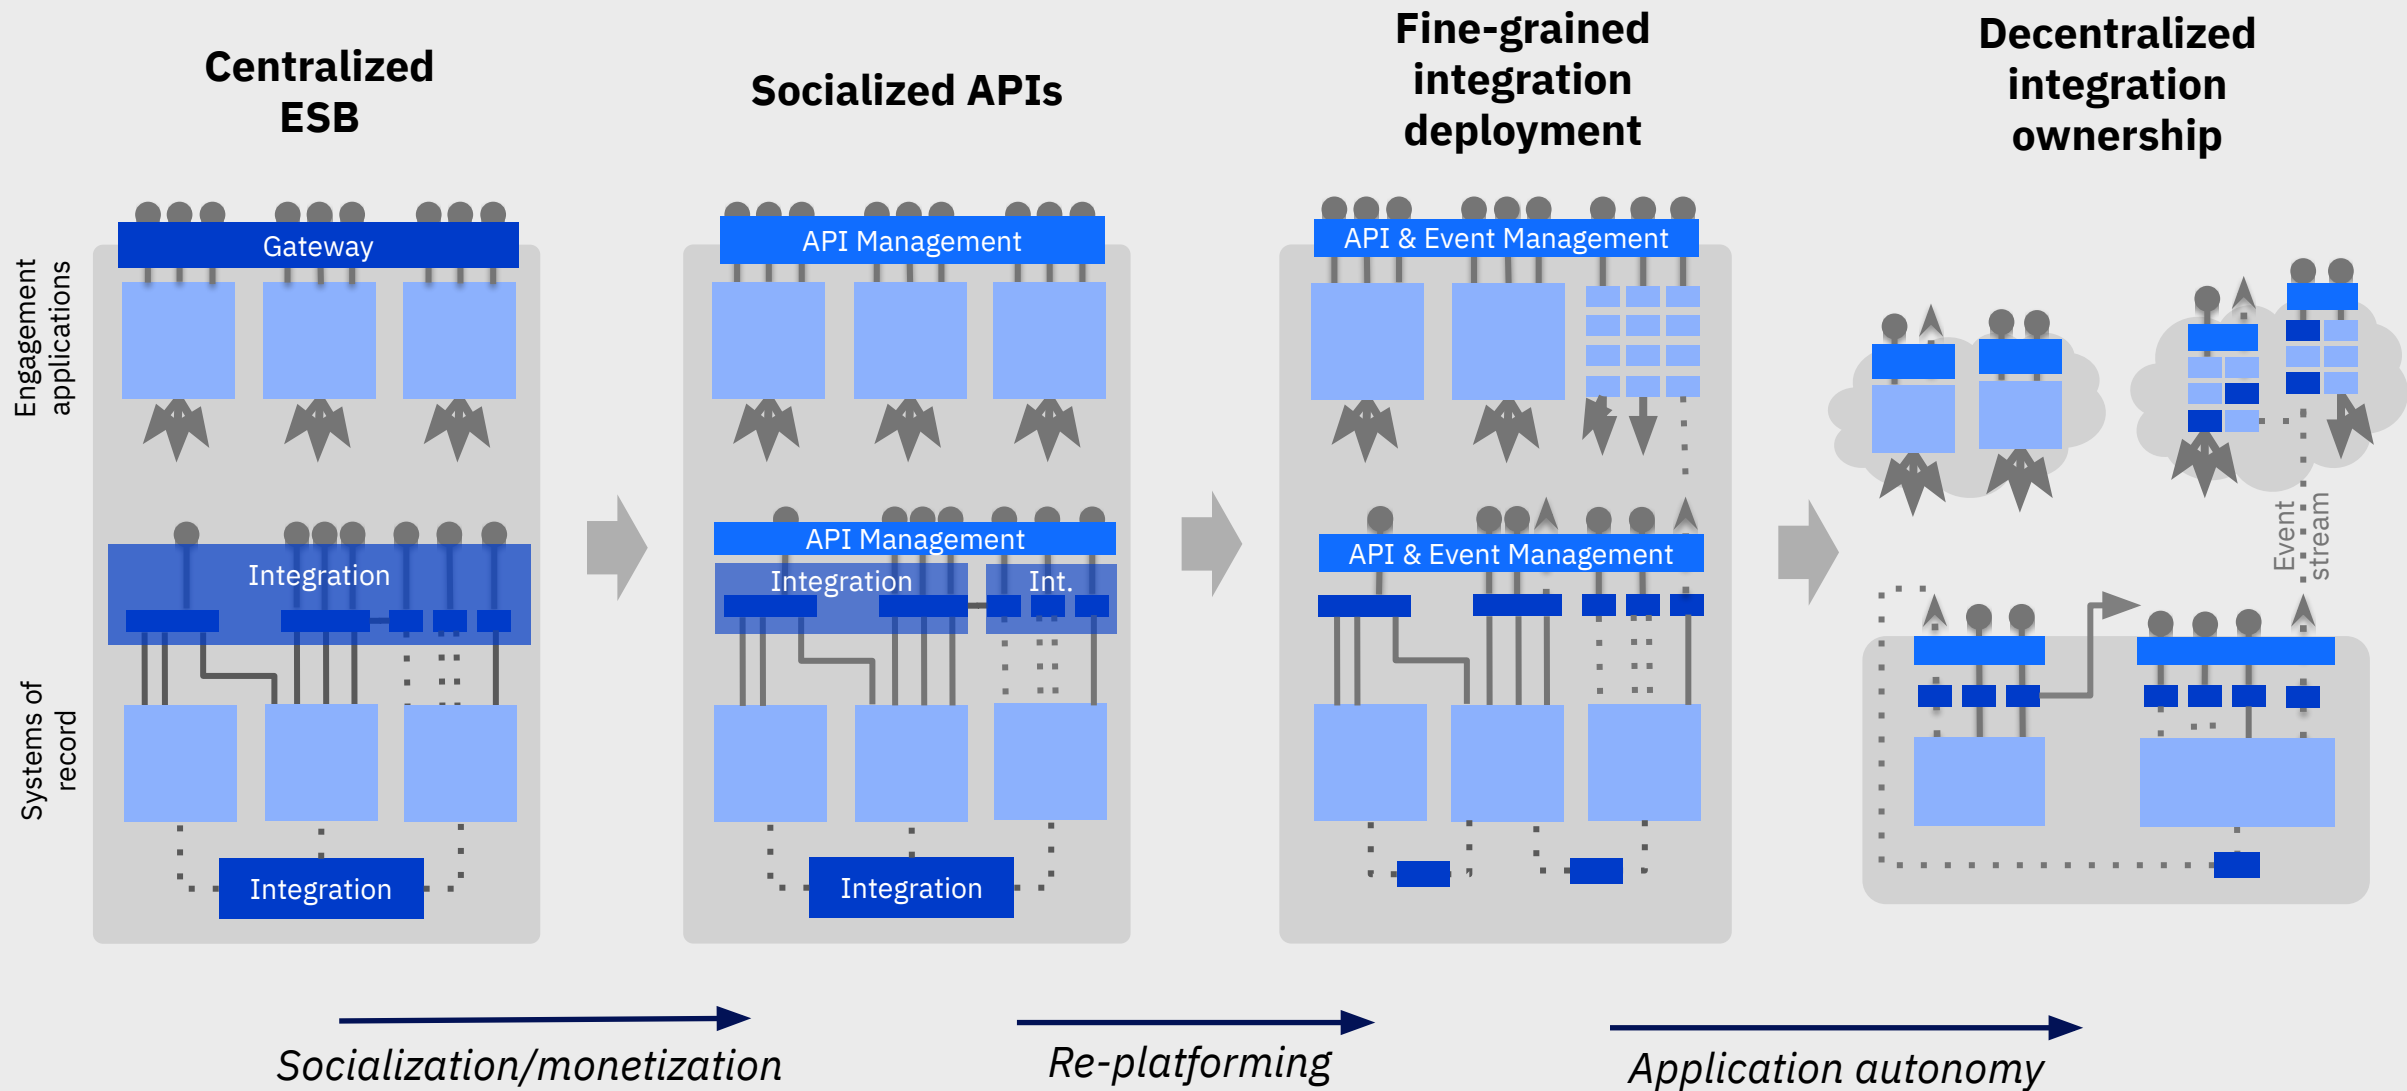 Centralized
ESB
Socialized APIs
Fine-grained
integration
deployment
Decentralized
integration
ownership
Engagement
applications
Systems of
record
Gateway
Integration
Integration
API Management
API Management
Integration
Int.
Integration
API & Event Management
API & Event Management
Event
stream
Socialization/monetization
Re-platforming
Application autonomy